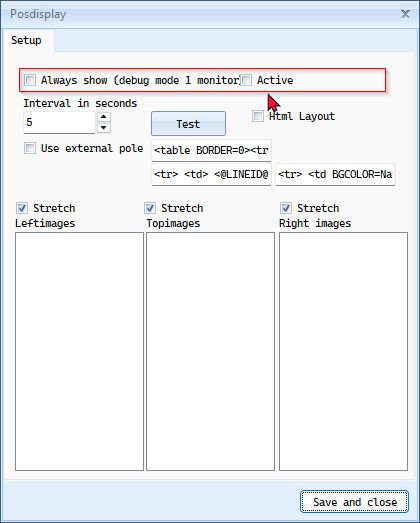 Posdisplay
Setup
Always show (debug mode 1 monitor
Active
Interval in seconds
5
Test
Html Layout
Use external pole
<table BORDER=0><tr
<tr> <td> <@LINEID@
<tr> <td BGCOLOR=Na
Stretch
Stretch
Stretch
Leftimages
Topimages
Right images
Save and close